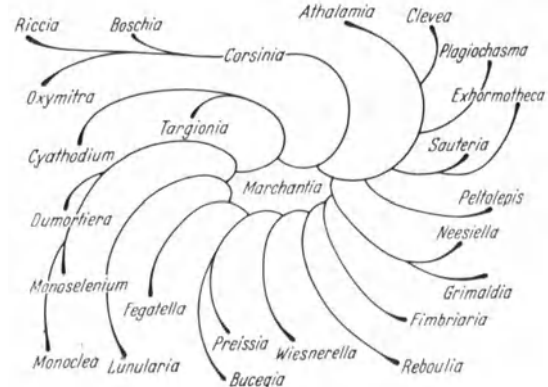 Athalamia
Clevea
Riccia
Boschia
Corsinia
Plagiochasma
Exhormotheca
Oxymitra
Targionia
Sauteria
Cyathodium
Marchantia
Peltolepis
Dumortiera
Neesiella
Monoselenium
Fegatella
Grimaldia
Fimbriaria
Preissia
Wiesnerella
Monoclea
Lunularia
Reboulia
Bucegia